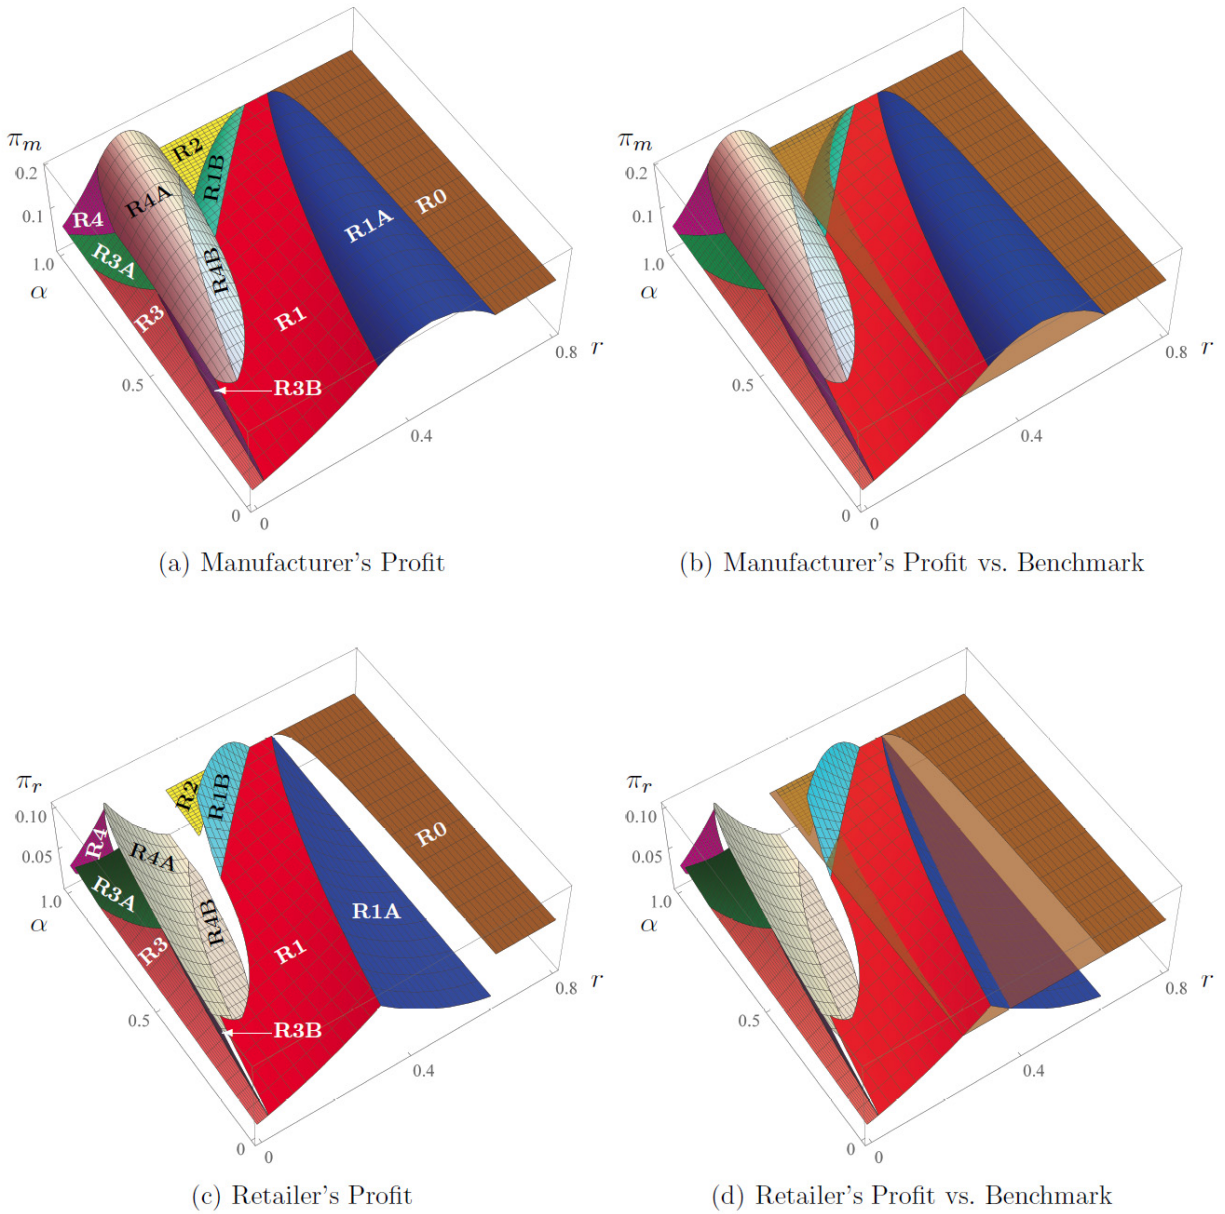 π_m
0.2
0.1
1.0
α
0.5
0
0
0.4
0.8
r
R4
R4A
R2
R1B
R3A
R3
R4B
R1
R1A
R0
R3B
(a) Manufacturer's Profit
π_m
0.2
0.1
1.0
α
0.5
0
0
0.4
0.8
r
(b) Manufacturer's Profit vs. Benchmark
π_r
0.10
0.05
1.0
α
0.5
0
0
0.4
0.8
r
R4
R4A
R2
R1B
R3A
R3
R4B
R1
R1A
R0
R3B
(c) Retailer's Profit
π_r
0.10
0.05
1.0
α
0.5
0
0
0.4
0.8
r
(d) Retailer's Profit vs. Benchmark